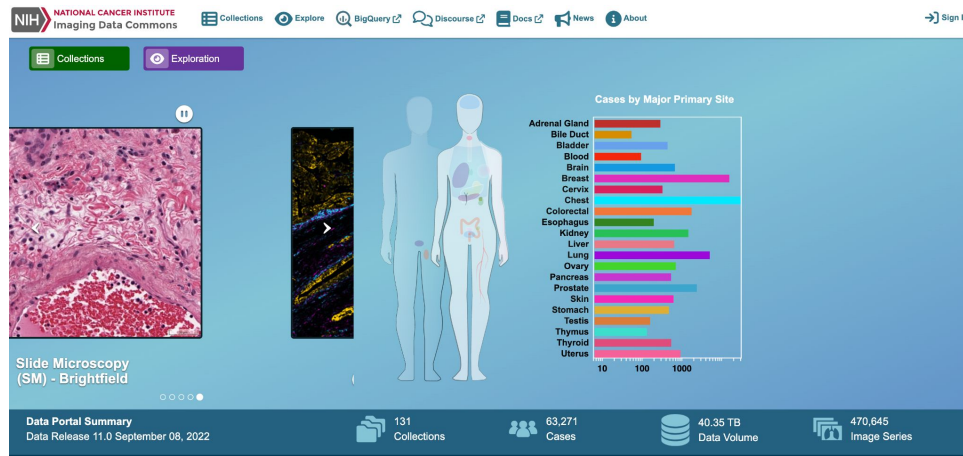 NIH
NATIONAL CANCER INSTITUTE
Imaging Data Commons
Collections
Explore
BigQuery
Discourse
Docs
News
About
Sign
Collections
Exploration
Slide Microscopy
(SM) - Brightfield
Cases by Major Primary Site
Adrenal Gland
Bile Duct
Bladder
Blood
Brain
Breast
Cervix
Chest
Colorectal
Esophagus
Kidney
Liver
Lung
Ovary
Pancreas
Prostate
Skin
Stomach
Testis
Thymus
Thyroid
Uterus
10 100 1000
Data Portal Summary
Data Release 11.0 September 08, 2022
131
Collections
63,271
Cases
40.35 TB
Data Volume
470,645
Image Series